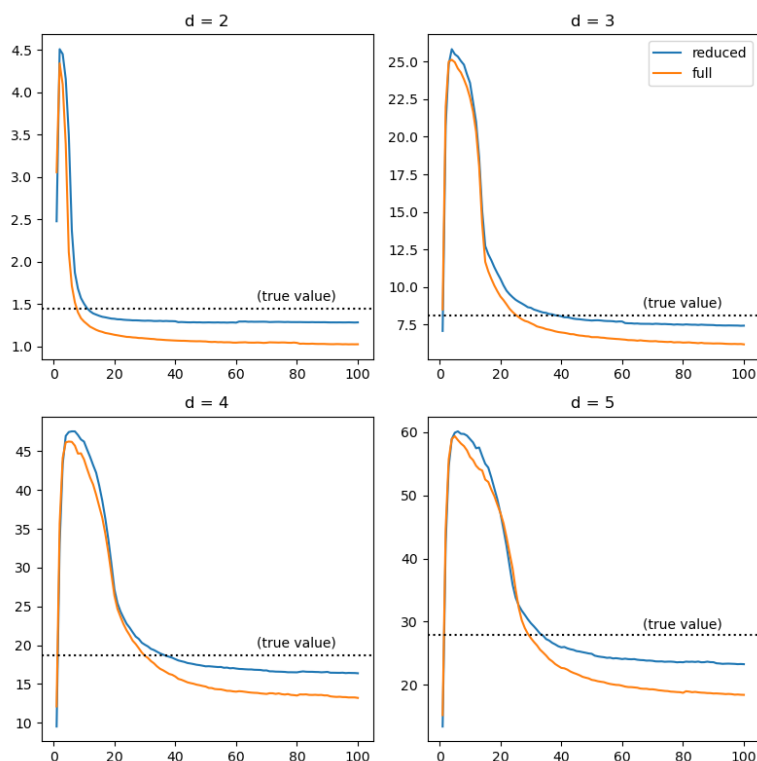 d = 2
4.5
4.0
3.5
3.0
2.5
2.0
1.5
1.0
(true value)
0 20 40 60 80 100
d = 3
25.0
22.5
20.0
17.5
15.0
12.5
10.0
7.5
reduced
full
(true value)
0 20 40 60 80 100
d = 4
45
40
35
30
25
20
15
10
(true value)
0 20 40 60 80 100
d = 5
60
50
40
30
20
(true value)
0 20 40 60 80 100